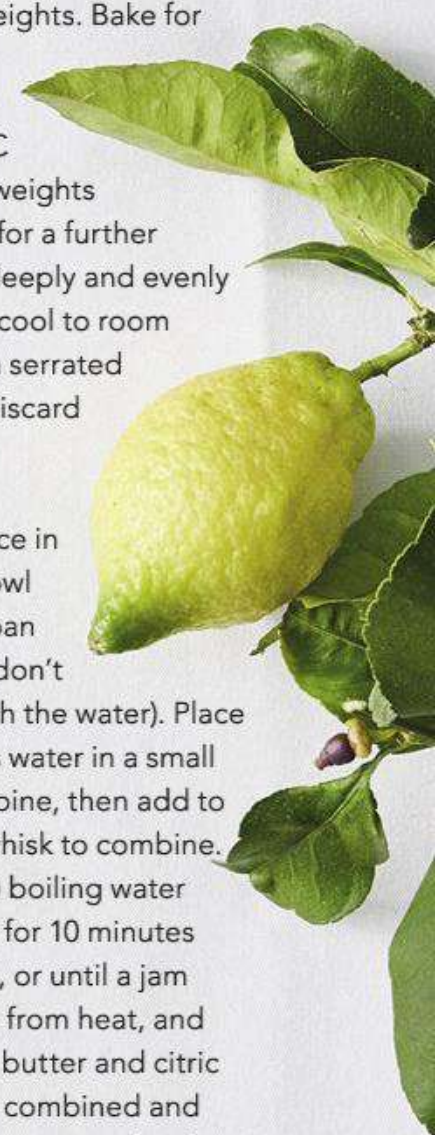 eights. Bake for
C
weights
for a further
deeply and evenly
cool to room
serrated
iscard
ce in
owl
pan
don't
h the water). Place
water in a small
bine, then add to
hisk to combine.
boiling water
for 10 minutes
, or until a jam
from heat, and
butter and citric
combined and